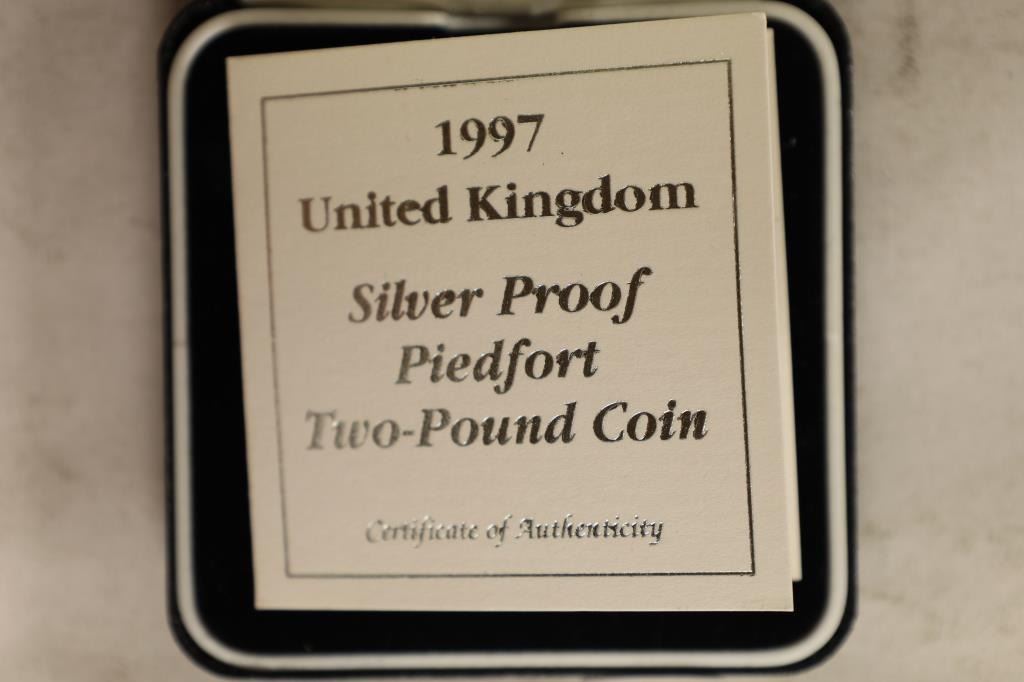 1997
United Kingdom
Silver Proof
Piedfort
Two-Pound Coin
Certificate of Authenticity